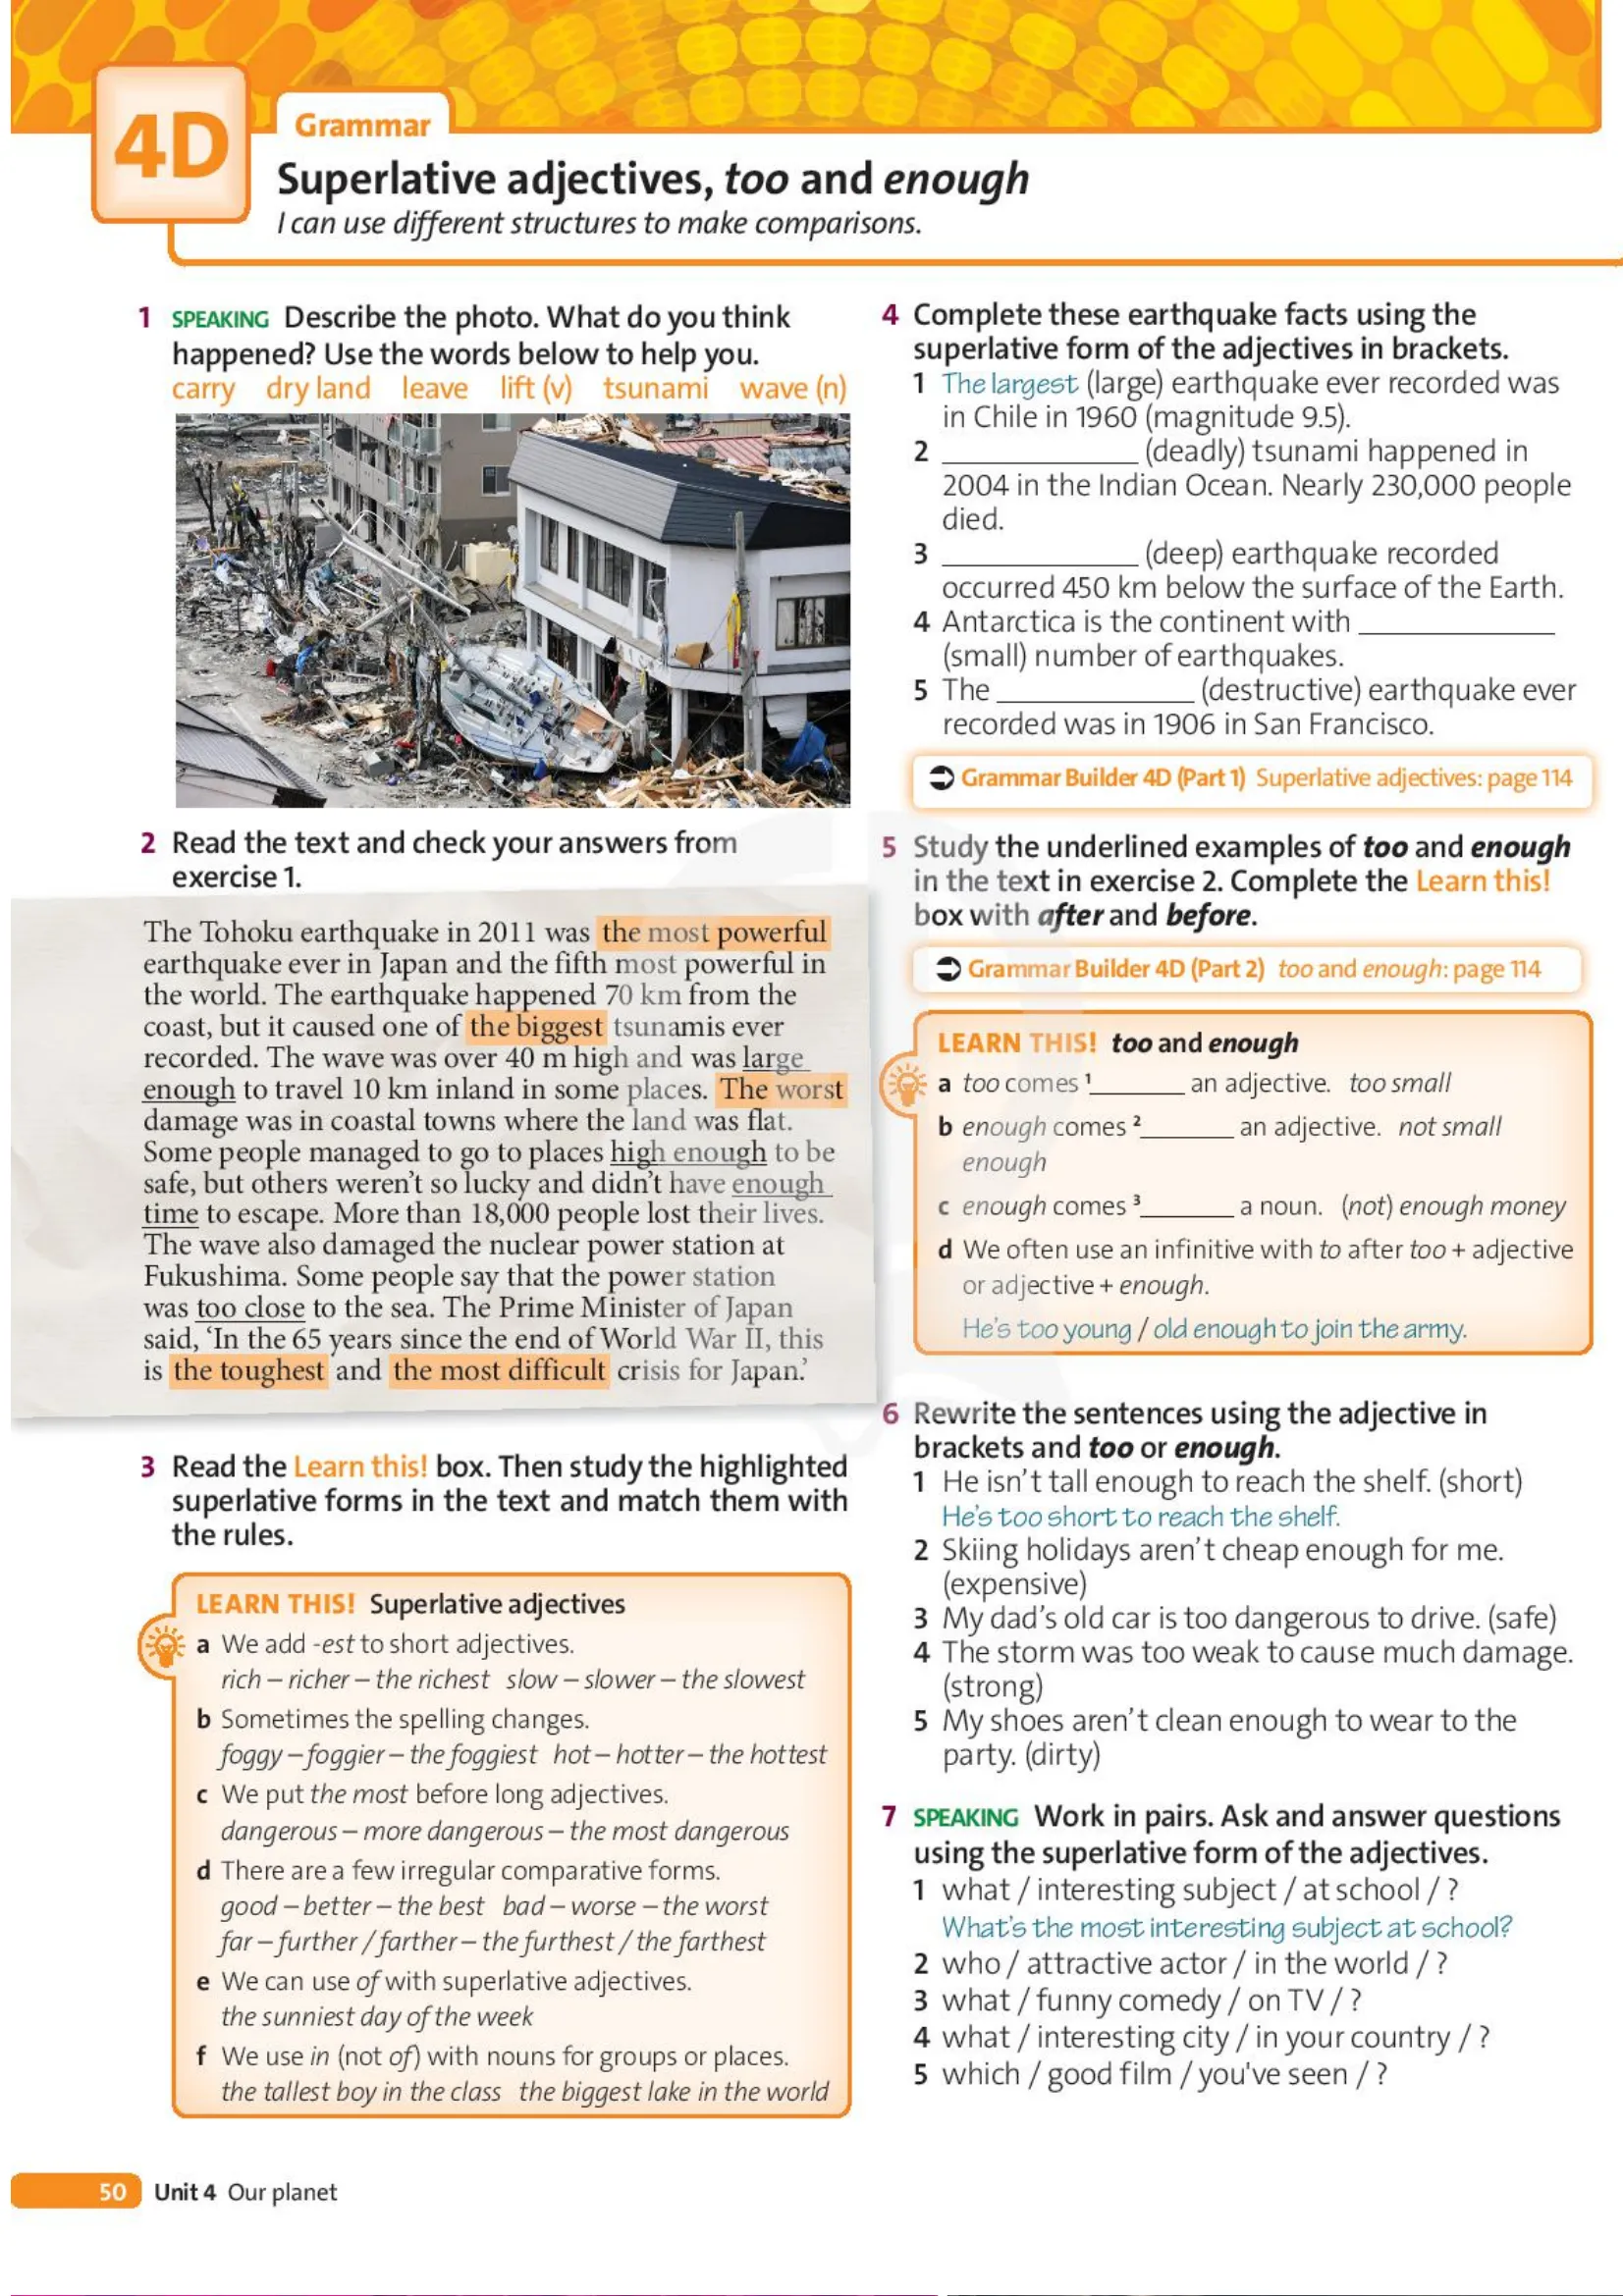 4D
Grammar
Superlative adjectives, too and enough
I can use different structures to make comparisons.
1 SPEAKING Describe the photo. What do you think
happened? Use the words below to help you.
carry dry land leave lift (v) tsunami wave (n)
2 Read the text and check your answers from
exercise 1.
The Tohoku earthquake in 2011 was the most powerful
earthquake ever in Japan and the fifth most powerful in
the world. The earthquake happened 70 km from the
coast, but it caused one of the biggest tsunamis ever
recorded. The wave was over 40 m high and was large
enough to travel 10 km inland in some places. The worst
damage was in coastal towns where the land was flat.
Some people managed to go to places high enough to be
safe, but others weren't so lucky and didn't have enough
time to escape. More than 18,000 people lost their lives.
The wave also damaged the nuclear power station at
Fukushima. Some people say that the power station
was too close to the sea. The Prime Minister of Japan
said, 'In the 65 years since the end of World War II, this
is the toughest and the most difficult crisis for Japan.'
3 Read the Learn this! box. Then study the highlighted
superlative forms in the text and match them with
the rules.
LEARN THIS! Superlative adjectives
a We add -est to short adjectives.
rich – richer – the richest slow – slower – the slowest
b Sometimes the spelling changes.
foggy – foggier – the foggiest hot – hotter – the hottest
c We put the most before long adjectives.
dangerous – more dangerous – the most dangerous
d There are a few irregular comparative forms.
good – better – the best bad – worse – the worst
far – further / farther – the furthest / the farthest
e We can use of with superlative adjectives.
the sunniest day of the week
f We use in (not of) with nouns for groups or places.
the tallest boy in the class the biggest lake in the world
4 Complete these earthquake facts using the
superlative form of the adjectives in brackets.
1 The largest (large) earthquake ever recorded was
in Chile in 1960 (magnitude 9.5).
2 ______________ (deadly) tsunami happened in
2004 in the Indian Ocean. Nearly 230,000 people
died.
3 ______________ (deep) earthquake recorded
occurred 450 km below the surface of the Earth.
4 Antarctica is the continent with ______________
(small) number of earthquakes.
5 The ______________ (destructive) earthquake ever
recorded was in 1906 in San Francisco.
Grammar Builder 4D (Part 1) Superlative adjectives: page 114
5 Study the underlined examples of too and enough
in the text in exercise 2. Complete the Learn this!
box with after and before.
Grammar Builder 4D (Part 2) too and enough: page 114
LEARN THIS! too and enough
a too comes ¹_______ an adjective. too small
b enough comes ²_______ an adjective. not small
enough
c enough comes ³_______ a noun. (not) enough money
d We often use an infinitive with to after too + adjective
or adjective + enough.
He's too young / old enough to join the army.
6 Rewrite the sentences using the adjective in
brackets and too or enough.
1 He isn't tall enough to reach the shelf. (short)
He's too short to reach the shelf.
2 Skiing holidays aren't cheap enough for me.
(expensive)
3 My dad's old car is too dangerous to drive. (safe)
4 The storm was too weak to cause much damage.
(strong)
5 My shoes aren't clean enough to wear to the
party. (dirty)
7 SPEAKING Work in pairs. Ask and answer questions
using the superlative form of the adjectives.
1 what / interesting subject / at school / ?
What's the most interesting subject at school?
2 who / attractive actor / in the world / ?
3 what / funny comedy / on TV / ?
4 what / interesting city / in your country / ?
5 which / good film / you've seen / ?
50 Unit 4 Our planet